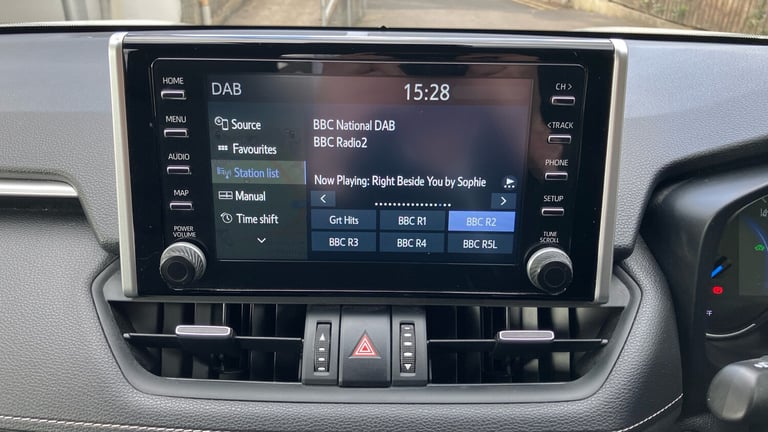 HOME
MENU
AUDIO
MAP
POWER
VOLUME
DAB
15:28
Source
Favourites
Station list
Manual
Time shift
BBC National DAB
BBC Radio2
Now Playing: Right Beside You by Sophie
Grt Hits BBC R1 BBC R2
BBC R3 BBC R4 BBC R5L
CH >
< TRACK
PHONE
SETUP
TUNE
SCROLL